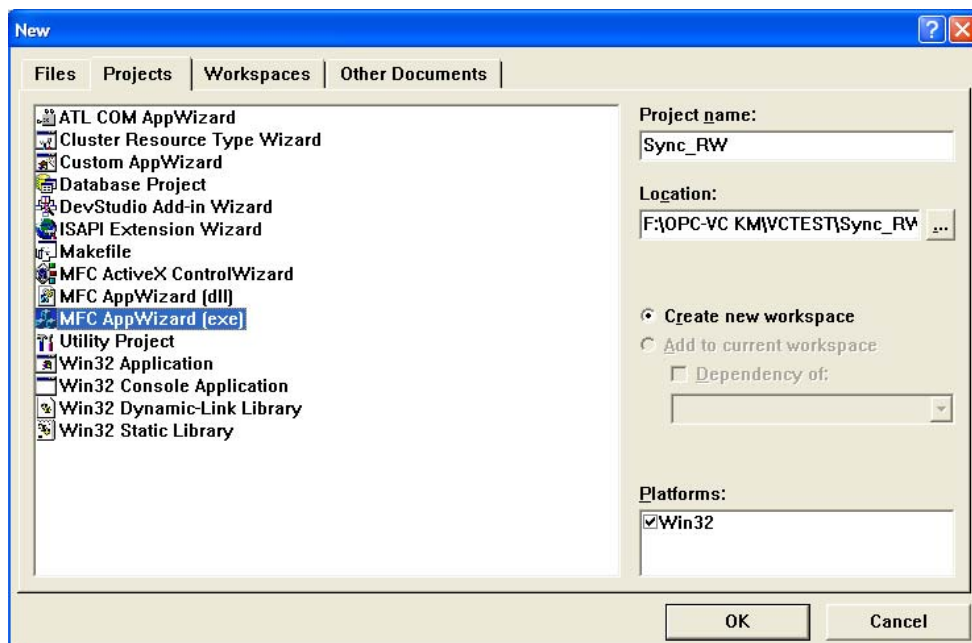 New
Files
Projects
Workspaces
Other Documents
ATL COM AppWizard
Cluster Resource Type Wizard
Custom AppWizard
Database Project
DevStudio Add-in Wizard
ISAPI Extension Wizard
Makefile
MFC ActiveX ControlWizard
MFC AppWizard (dll)
MFC AppWizard (exe)
Utility Project
Win32 Application
Win32 Console Application
Win32 Dynamic-Link Library
Win32 Static Library
Project name:
Sync_RW
Location:
F:\OPC-VC KM\VCTEST\Sync_RW
...
Create new workspace
Add to current workspace
Dependency of:
Platforms:
Win32
OK
Cancel